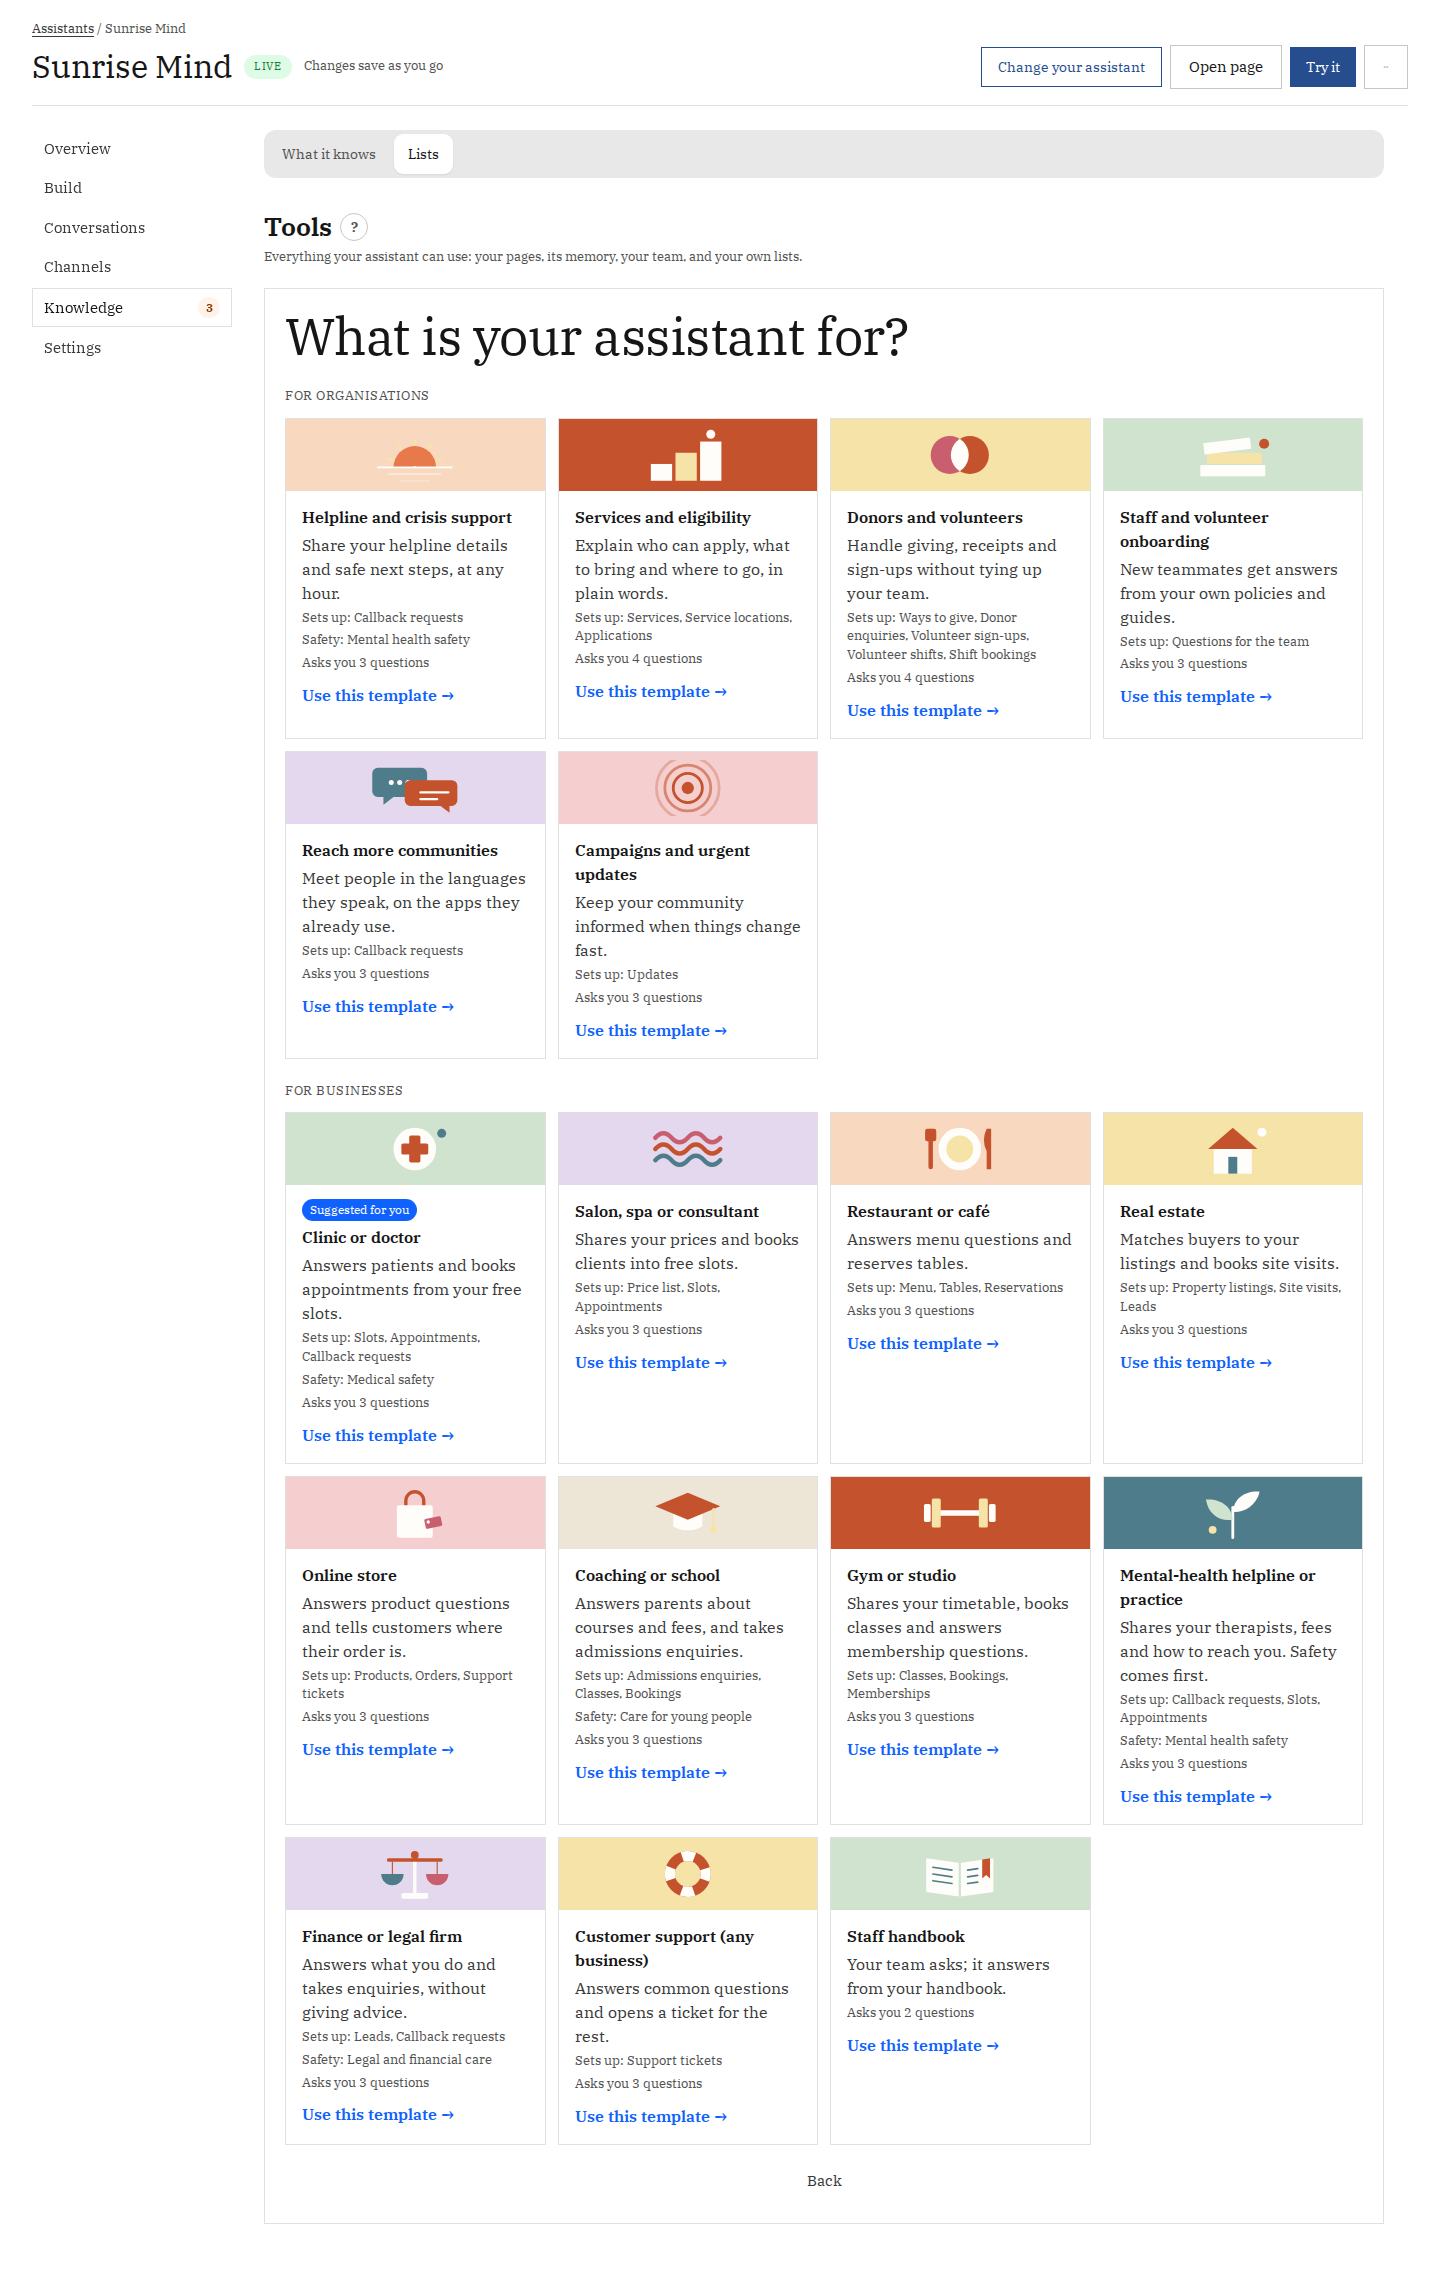 Assistants / Sunrise Mind
Sunrise Mind
LIVE
Changes save as you go
Change your assistant
Open page
Try it
Overview
Build
Conversations
Channels
Knowledge
3
Settings
What it knows
Lists
Tools
?
Everything your assistant can use: your pages, its memory, your team, and your own lists.
What is your assistant for?
FOR ORGANISATIONS
Helpline and crisis support
Share your helpline details
and safe next steps, at any
hour.
Sets up: Callback requests
Safety: Mental health safety
Asks you 3 questions
Use this template →
Services and eligibility
Explain who can apply, what
to bring and where to go, in
plain words.
Sets up: Services, Service locations,
Applications
Asks you 4 questions
Use this template →
Donors and volunteers
Handle giving, receipts and
sign-ups without tying up
your team.
Sets up: Ways to give, Donor
enquiries, Volunteer sign-ups,
Volunteer shifts, Shift bookings
Asks you 4 questions
Use this template →
Staff and volunteer
onboarding
New teammates get answers
from your own policies and
guides.
Sets up: Questions for the team
Asks you 3 questions
Use this template →
Reach more communities
Meet people in the languages
they speak, on the apps they
already use.
Sets up: Callback requests
Asks you 3 questions
Use this template →
Campaigns and urgent
updates
Keep your community
informed when things change
fast.
Sets up: Updates
Asks you 3 questions
Use this template →
FOR BUSINESSES
Suggested for you
Clinic or doctor
Answers patients and books
appointments from your free
slots.
Sets up: Slots, Appointments,
Callback requests
Safety: Medical safety
Asks you 3 questions
Use this template →
Salon, spa or consultant
Shares your prices and books
clients into free slots.
Sets up: Price list, Slots,
Appointments
Asks you 3 questions
Use this template →
Restaurant or café
Answers menu questions and
reserves tables.
Sets up: Menu, Tables, Reservations
Asks you 3 questions
Use this template →
Real estate
Matches buyers to your
listings and books site visits.
Sets up: Property listings, Site visits,
Leads
Asks you 3 questions
Use this template →
Online store
Answers product questions
and tells customers where
their order is.
Sets up: Products, Orders, Support
tickets
Asks you 3 questions
Use this template →
Coaching or school
Answers parents about
courses and fees, and takes
admissions enquiries.
Sets up: Admissions enquiries,
Classes, Bookings
Safety: Care for young people
Asks you 3 questions
Use this template →
Gym or studio
Shares your timetable, books
classes and answers
membership questions.
Sets up: Classes, Bookings,
Memberships
Asks you 3 questions
Use this template →
Mental-health helpline or
practice
Shares your therapists, fees
and how to reach you. Safety
comes first.
Sets up: Callback requests, Slots,
Appointments
Safety: Mental health safety
Asks you 3 questions
Use this template →
Finance or legal firm
Answers what you do and
takes enquiries, without
giving advice.
Sets up: Leads, Callback requests
Safety: Legal and financial care
Asks you 3 questions
Use this template →
Customer support (any
business)
Answers common questions
and opens a ticket for the
rest.
Sets up: Support tickets
Asks you 3 questions
Use this template →
Staff handbook
Your team asks; it answers
from your handbook.
Asks you 2 questions
Use this template →
Back